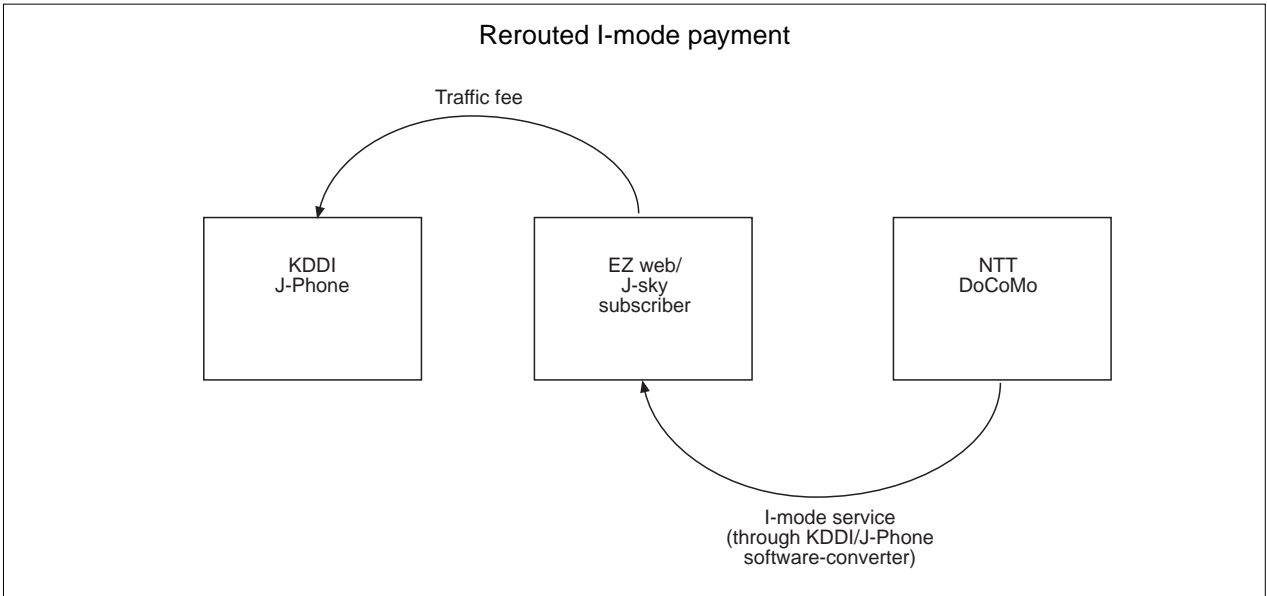 Rerouted I-mode payment
Traffic fee
KDDI
J-Phone
EZ web/
J-sky
subscriber
NTT
DoCoMo
I-mode service
(through KDDI/J-Phone
software-converter)